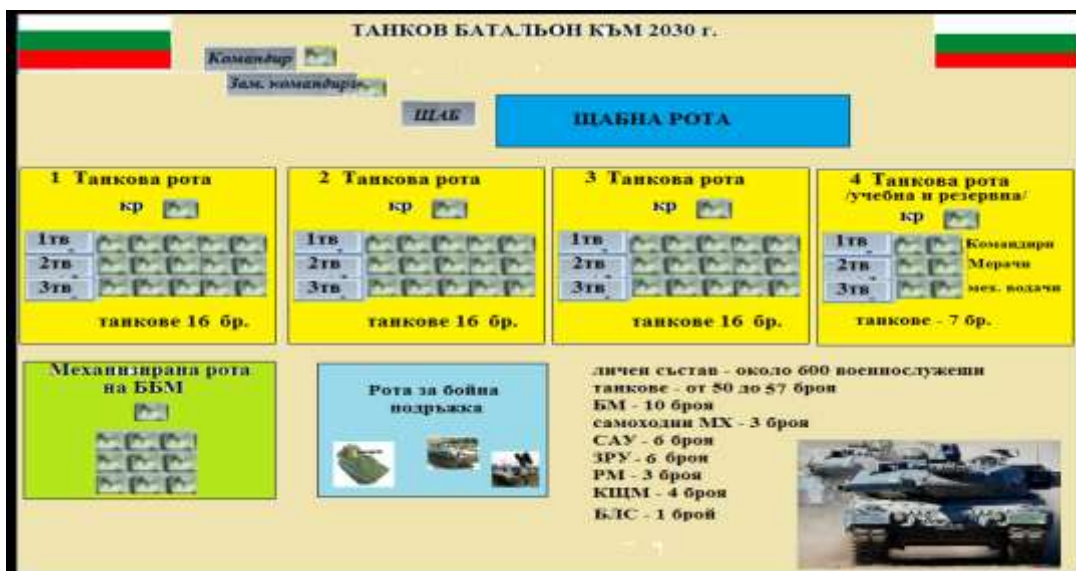 ТАНКОВ БАТАЛЬОН КЪМ 2030 г.
Командир
Зам. командири
ЩАБ
ЩАБНА РОТА
1 Танкова рота
кр
1тв
2тв
3тв
танкове 16 бр.
2 Танкова рота
кр
1тв
2тв
3тв
танкове 16 бр.
3 Танкова рота
кр
1тв
2тв
3тв
танкове 16 бр.
4 Танкова рота
/учебна и резервна/
кр
1тв
Командири
2тв
Мерачи
3тв
мех. водачи
танкове - 7 бр.
Механизирана рота
на ББМ
Рота за бойна
подръжка
личен състав - около 600 военнослужещи
танкове - от 50 до 57 броя
БМ - 10 броя
самоходни МХ - 3 броя
САУ - 6 броя
ЗРУ - 6 броя
РМ - 3 броя
КЩМ - 4 броя
БЛС - 1 брой